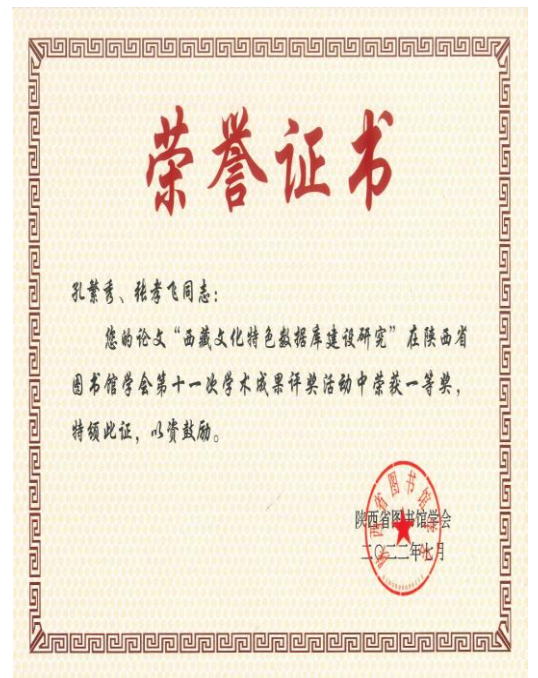 荣誉证书
孔繁秀、张孝飞同志：
您的论文“西藏文化特色数据库建设研究”在陕西省
图书馆学会第十一次学术成果评奖活动中荣获一等奖，
特颁此证，以资鼓励。
陕西省图书馆学会
二〇二二年七月